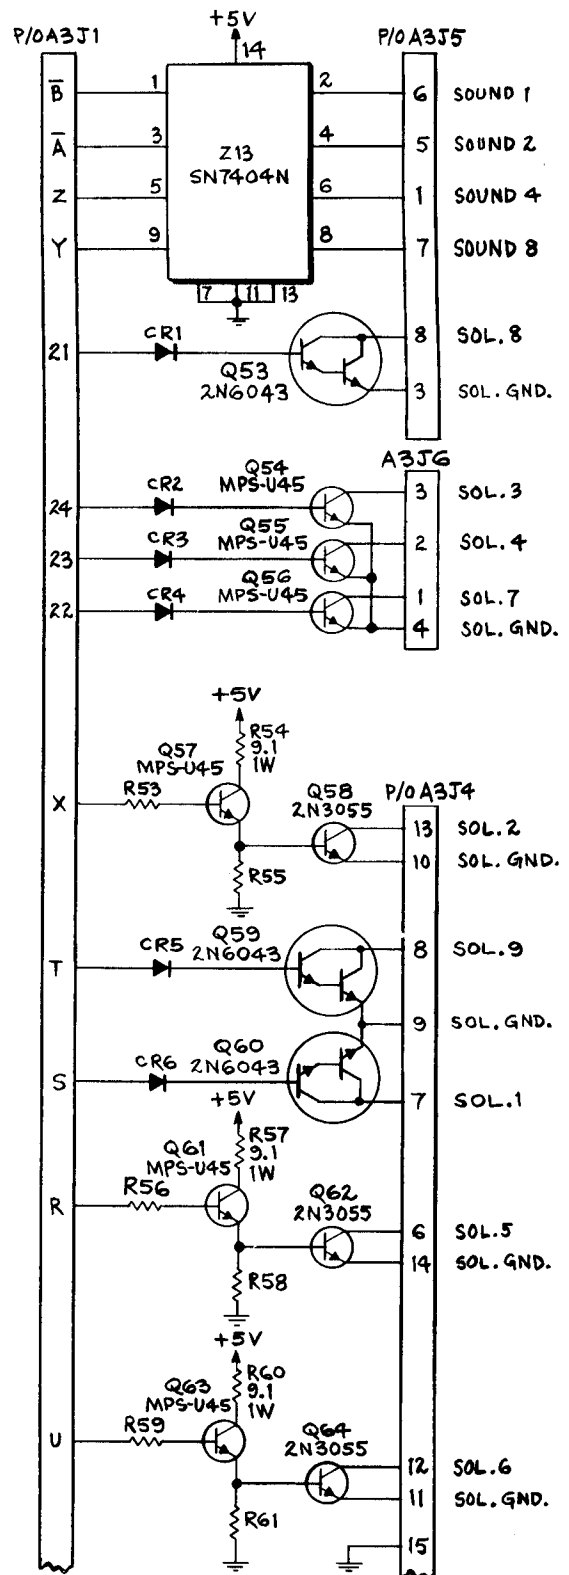 +5V
P/OA3J1
P/OA3J5
14
B 1 2 6 SOUND 1
A 3 4 5 SOUND 2
Z13
SN7404N
Z 5 6 1 SOUND 4
Y 9 8 7 SOUND 8
7 11 13
CR1
21 8 SOL.8
Q53
2N6043
3 SOL.GND.
A3J6
Q54
MPS-U45
CR2
24 3 SOL.3
Q55
MPS-U45
CR3
23 2 SOL.4
Q56
MPS-U45
CR4
22 1 SOL.7
4 SOL.GND.
+5V
R54
9.1
1W
Q57
MPS-U45
R53
X
Q58
2N3055
P/OA3J4
13 SOL.2
10 SOL.GND.
R55
Q59
2N6043
CR5
T 8 SOL.9
9 SOL.GND.
Q60
2N6043
CR6
S 7 SOL.1
+5V
R57
9.1
1W
Q61
MPS-U45
R56
R
Q62
2N3055
6 SOL.5
14 SOL.GND.
R58
+5V
R60
9.1
1W
Q63
MPS-U45
R59
U
Q64
2N3055
12 SOL.6
11 SOL.GND.
R61
15